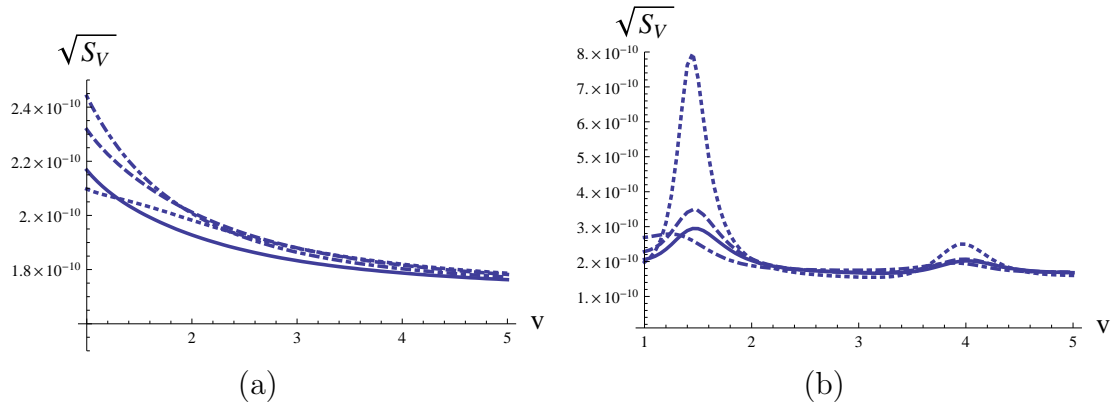 √S_V
2.4 × 10⁻¹⁰
2.2 × 10⁻¹⁰
2. × 10⁻¹⁰
1.8 × 10⁻¹⁰
2 3 4 5 v
(a)
√S_V
8. × 10⁻¹⁰
7. × 10⁻¹⁰
6. × 10⁻¹⁰
5. × 10⁻¹⁰
4. × 10⁻¹⁰
3. × 10⁻¹⁰
2. × 10⁻¹⁰
1. × 10⁻¹⁰
1 2 3 4 5 v
(b)